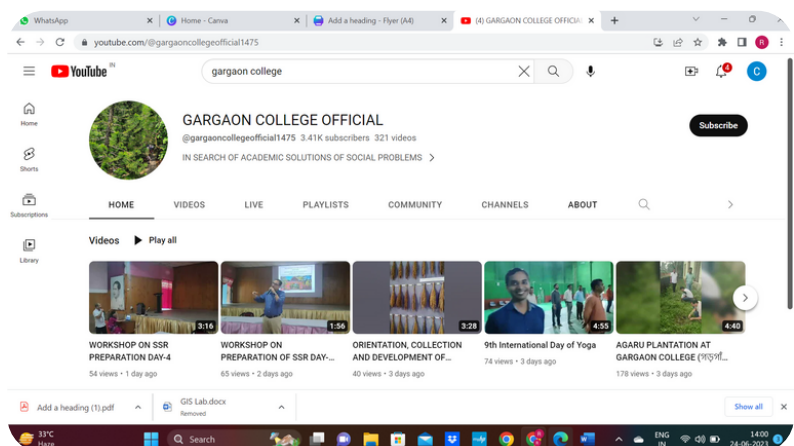 WhatsApp
Home - Canva
Add a heading - Flyer (A4)
(4) GARGAON COLLEGE OFFICIA
youtube.com/@gargaoncollegeofficial1475
R
YouTube IN
gargaon college
4
C
Home
Shorts
Subscriptions
Library
GARGAON COLLEGE OFFICIAL
@gargaoncollegeofficial1475 3.41K subscribers 321 videos
IN SEARCH OF ACADEMIC SOLUTIONS OF SOCIAL PROBLEMS
Subscribe
HOME VIDEOS LIVE PLAYLISTS COMMUNITY CHANNELS ABOUT
Videos Play all
3:16
WORKSHOP ON SSR
PREPARATION DAY-4
54 views • 1 day ago
1:56
WORKSHOP ON
PREPARATION OF SSR DAY-...
65 views • 2 days ago
3:28
ORIENTATION, COLLECTION
AND DEVELOPMENT OF...
40 views • 3 days ago
4:55
9th International Day of Yoga
74 views • 3 days ago
4:40
AGARU PLANTATION AT
GARGAON COLLEGE (গড়গাঁ...
178 views • 3 days ago
Add a heading (1).pdf
GIS Lab.docx
Removed
Show all
33°C
Haze
Search
ENG
IN
14:00
24-06-2023
3